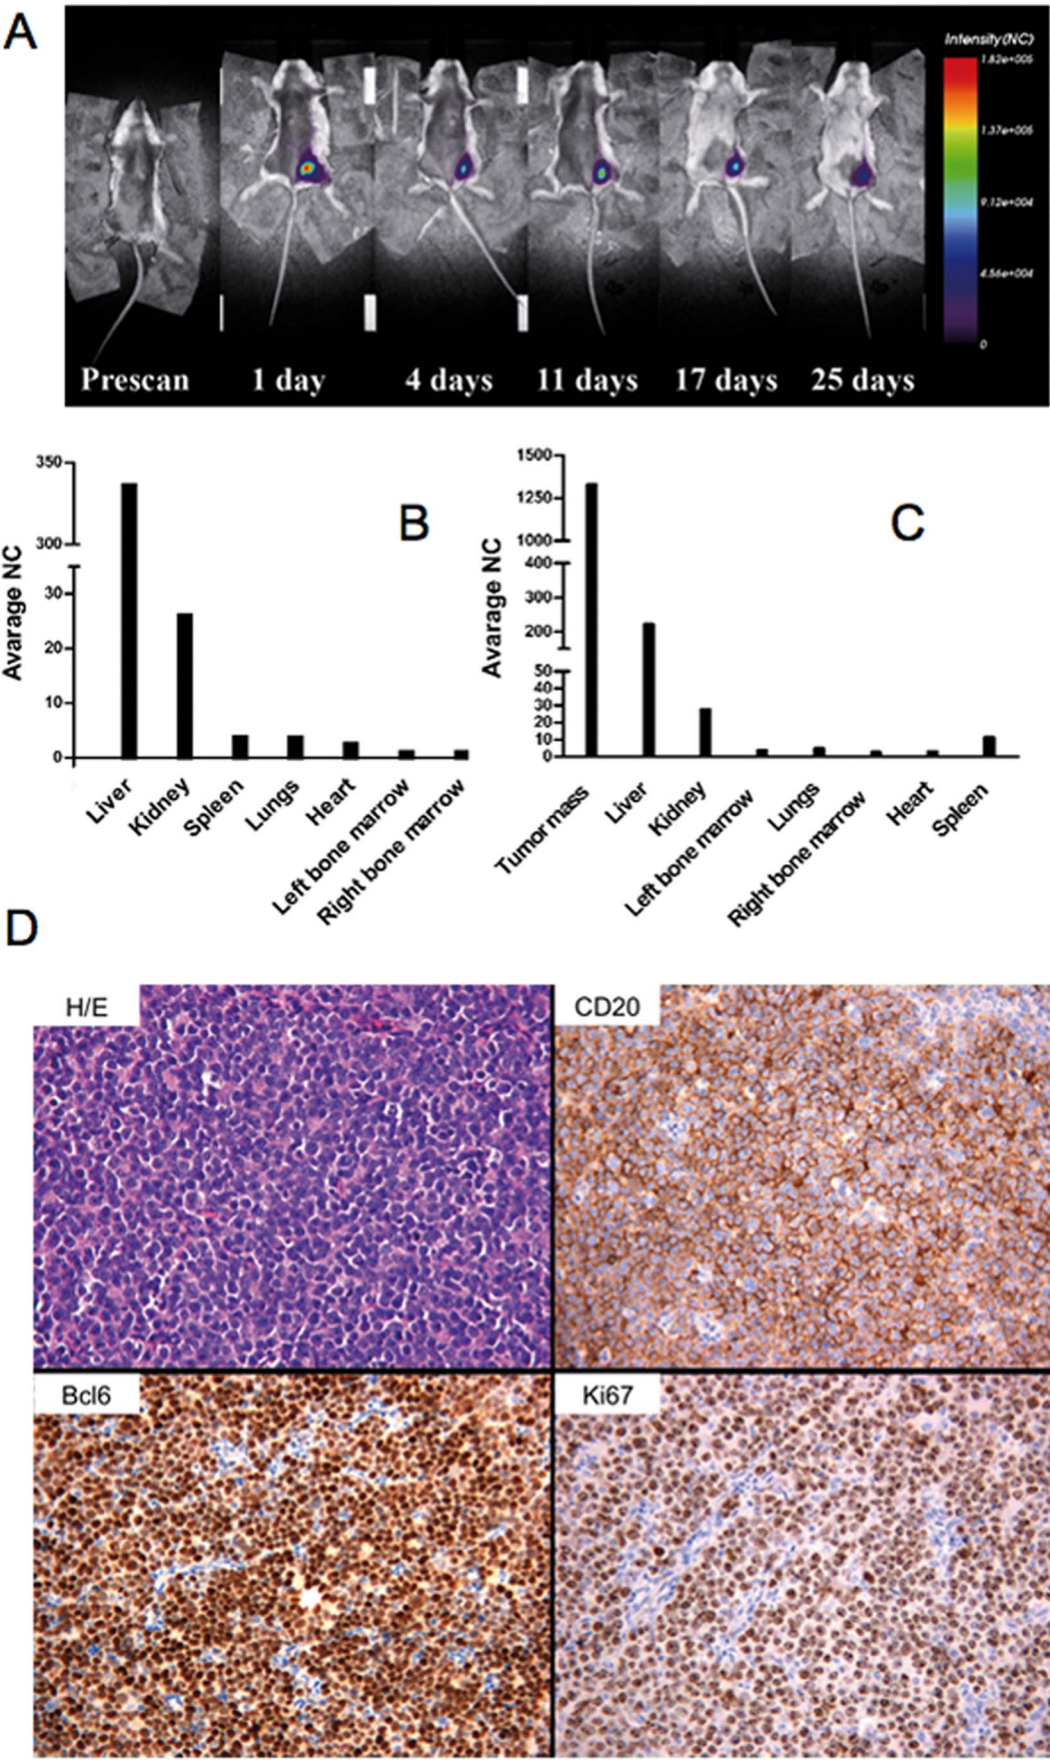 A
Intensity(NC)
1.82e+005
1.37e+005
9.12e+004
4.56e+004
0
Prescan
1 day
4 days
11 days
17 days
25 days
B
Avarage NC
350
300
30
20
10
0
Liver
Kidney
Spleen
Lungs
Heart
Left bone marrow
Right bone marrow
C
Avarage NC
1500
1250
1000
400
300
200
50
40
30
20
10
0
Tumor mass
Liver
Kidney
Left bone marrow
Lungs
Right bone marrow
Heart
Spleen
D
H/E
CD20
Bcl6
Ki67